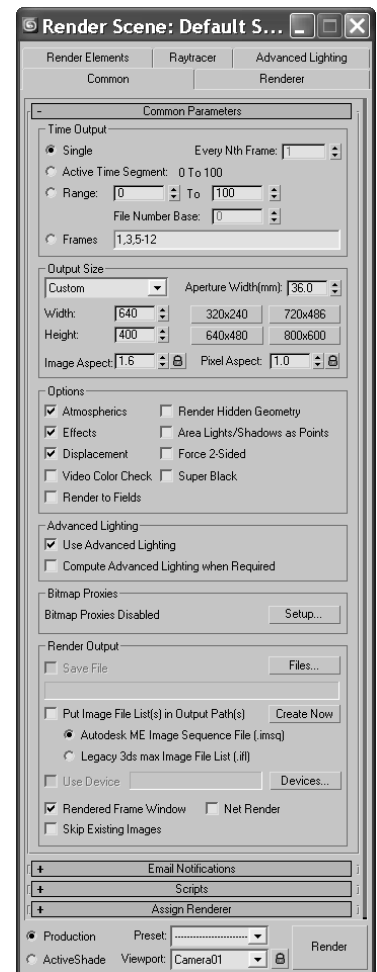 Render Scene: Default S...
Render Elements Raytracer Advanced Lighting
Common Renderer
- Common Parameters
Time Output
Single Every Nth Frame: 1
Active Time Segment: 0 To 100
Range: 0 To 100
File Number Base: 0
Frames 1,3,5-12
Output Size
Custom Aperture Width(mm): 36.0
Width: 640 320x240 720x486
Height: 400 640x480 800x600
Image Aspect: 1.6 Pixel Aspect: 1.0
Options
Atmospherics Render Hidden Geometry
Effects Area Lights/Shadows as Points
Displacement Force 2-Sided
Video Color Check Super Black
Render to Fields
Advanced Lighting
Use Advanced Lighting
Compute Advanced Lighting when Required
Bitmap Proxies
Bitmap Proxies Disabled Setup...
Render Output
Save File Files...
Put Image File List(s) in Output Path(s) Create Now
Autodesk ME Image Sequence File (.imsq)
Legacy 3ds max Image File List (.ifl)
Use Device Devices...
Rendered Frame Window Net Render
Skip Existing Images
+ Email Notifications
+ Scripts
+ Assign Renderer
Production Preset: ----------------------- Render
ActiveShade Viewport: Camera01